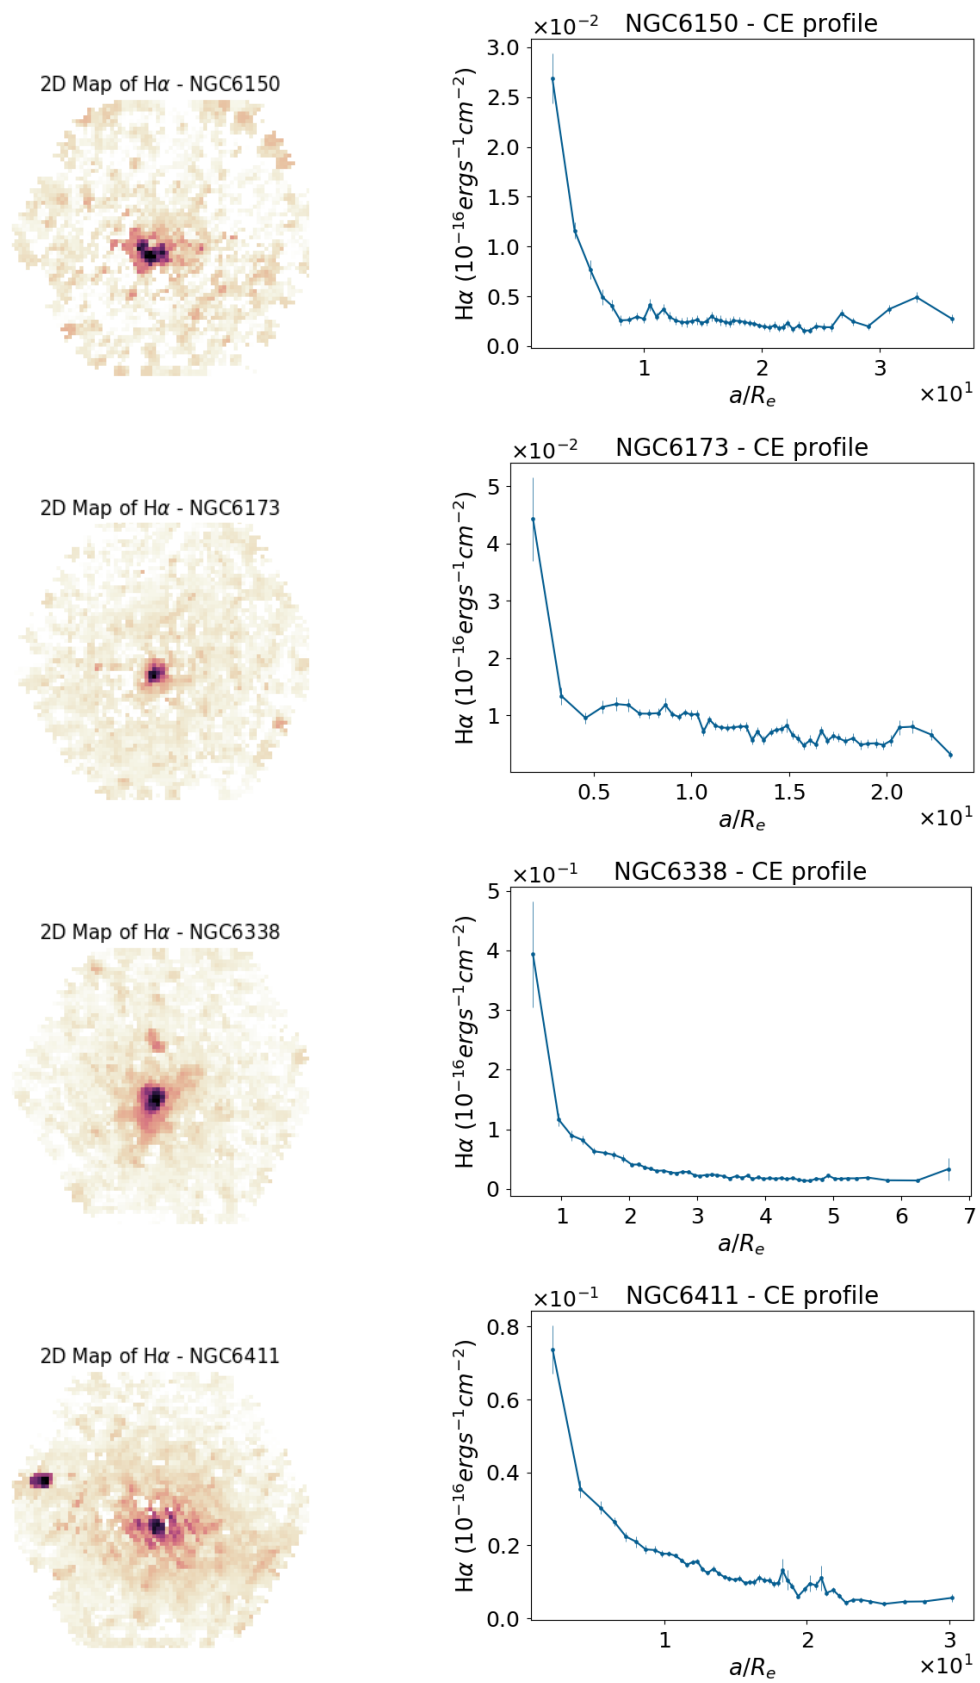 ×10⁻² NGC6150 - CE profile
2D Map of Hα - NGC6150
Hα (10⁻¹⁶ergs⁻¹cm⁻²)
3.0
2.5
2.0
1.5
1.0
0.5
0.0
1 2 3
×10¹
a/Rₑ
×10⁻² NGC6173 - CE profile
2D Map of Hα - NGC6173
Hα (10⁻¹⁶ergs⁻¹cm⁻²)
5
4
3
2
1
0.5 1.0 1.5 2.0
×10¹
a/Rₑ
×10⁻¹ NGC6338 - CE profile
2D Map of Hα - NGC6338
Hα (10⁻¹⁶ergs⁻¹cm⁻²)
5
4
3
2
1
0
1 2 3 4 5 6 7
a/Rₑ
×10⁻¹ NGC6411 - CE profile
2D Map of Hα - NGC6411
Hα (10⁻¹⁶ergs⁻¹cm⁻²)
0.8
0.6
0.4
0.2
0.0
1 2 3
×10¹
a/Rₑ